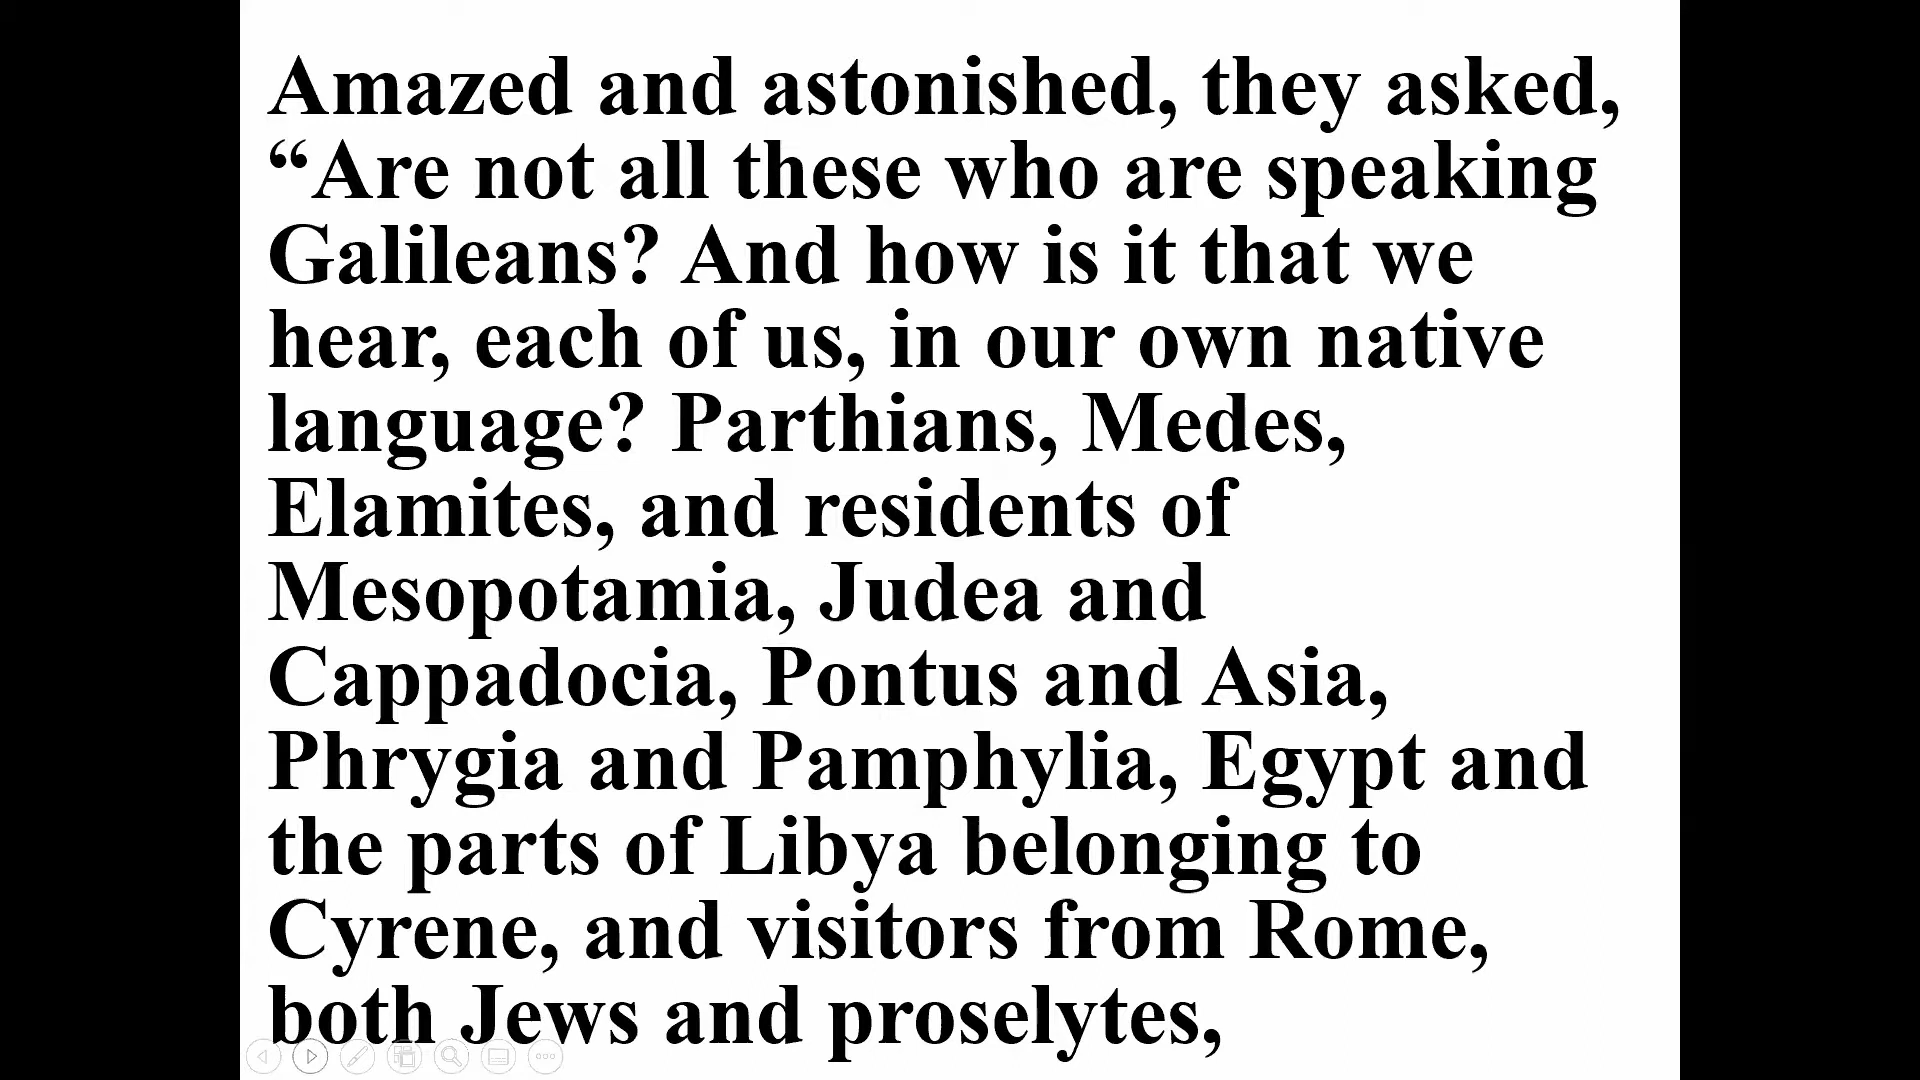 Amazed and astonished, they asked,
“Are not all these who are speaking
Galileans? And how is it that we
hear, each of us, in our own native
language? Parthians, Medes,
Elamites, and residents of
Mesopotamia, Judea and
Cappadocia, Pontus and Asia,
Phrygia and Pamphylia, Egypt and
the parts of Libya belonging to
Cyrene, and visitors from Rome,
both Jews and proselytes,